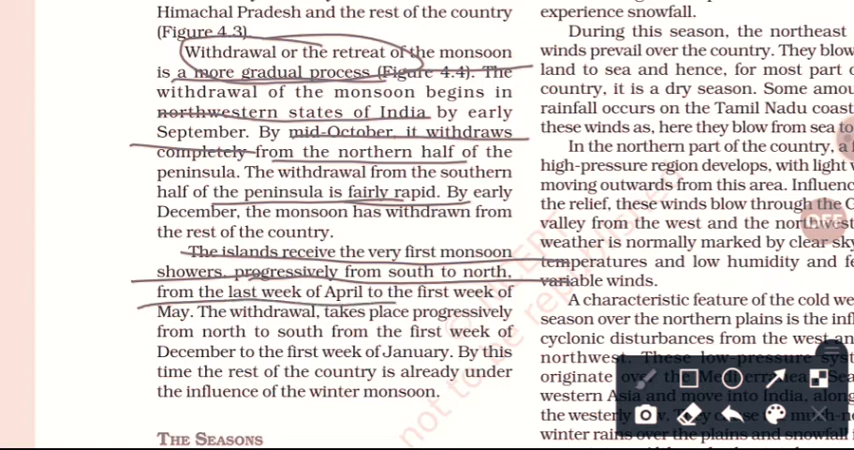 Himachal Pradesh and the rest of the country
(Figure 4.3)
Withdrawal or the retreat of the monsoon
is a more gradual process (Figure 4.4). The
withdrawal of the monsoon begins in
northwestern states of India by early
September. By mid-October, it withdraws
completely from the northern half of the
peninsula. The withdrawal from the southern
half of the peninsula is fairly rapid. By early
December, the monsoon has withdrawn from
the rest of the country.
The islands receive the very first monsoon
showers, progressively from south to north,
from the last week of April to the first week of
May. The withdrawal, takes place progressively
from north to south from the first week of
December to the first week of January. By this
time the rest of the country is already under
the influence of the winter monsoon.
THE SEASONS
experience snowfall.
During this season, the northeast
winds prevail over the country. They blow
land to sea and hence, for most part
country, it is a dry season. Some
rainfall occurs on the Tamil Nadu coast
these winds as, here they blow from sea to
In the northern part of the country, a
high-pressure region develops, with light
moving outwards from this area.
the relief, these winds blow through the
valley from the west and the northwest
weather is normally marked by clear
temperatures and low humidity and
variable winds.
A characteristic feature of the cold
season over the northern plains is the
cyclonic disturbances from the west
northwest. These low-pressure
originate over the
western Asia and move into India,
the westerly
winter rains over the plains and snowfall
OFF
© NCERT
not to be republished